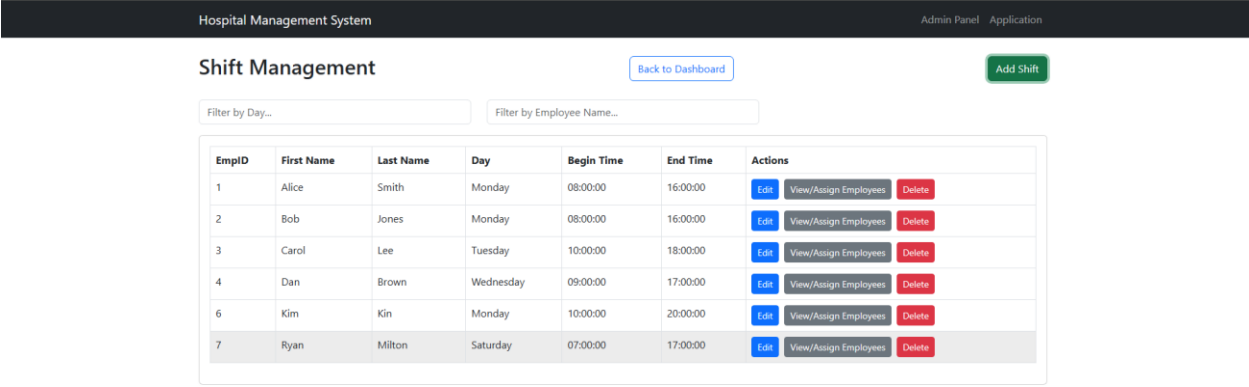 Hospital Management System Admin Panel Application
Shift Management Back to Dashboard Add Shift
Filter by Day... Filter by Employee Name...
EmpID First Name Last Name Day Begin Time End Time Actions
1 Alice Smith Monday 08:00:00 16:00:00 Edit View/Assign Employees Delete
2 Bob Jones Monday 08:00:00 16:00:00 Edit View/Assign Employees Delete
3 Carol Lee Tuesday 10:00:00 18:00:00 Edit View/Assign Employees Delete
4 Dan Brown Wednesday 09:00:00 17:00:00 Edit View/Assign Employees Delete
6 Kim Kin Monday 10:00:00 20:00:00 Edit View/Assign Employees Delete
7 Ryan Milton Saturday 07:00:00 17:00:00 Edit View/Assign Employees Delete